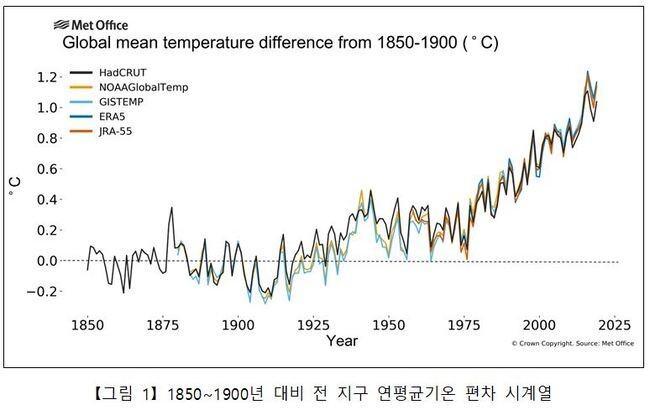 Met Office
Global mean temperature difference from 1850-1900 (°C)
HadCRUT
NOAAGlobalTemp
GISTEMP
ERA5
JRA-55
1.2
1.0
0.8
0.6
0.4
0.2
0.0
−0.2
°C
1850 1875 1900 1925 1950 1975 2000 2025
Year
© Crown Copyright. Source: Met Office
【그림 1】1850~1900년 대비 전 지구 연평균기온 편차 시계열